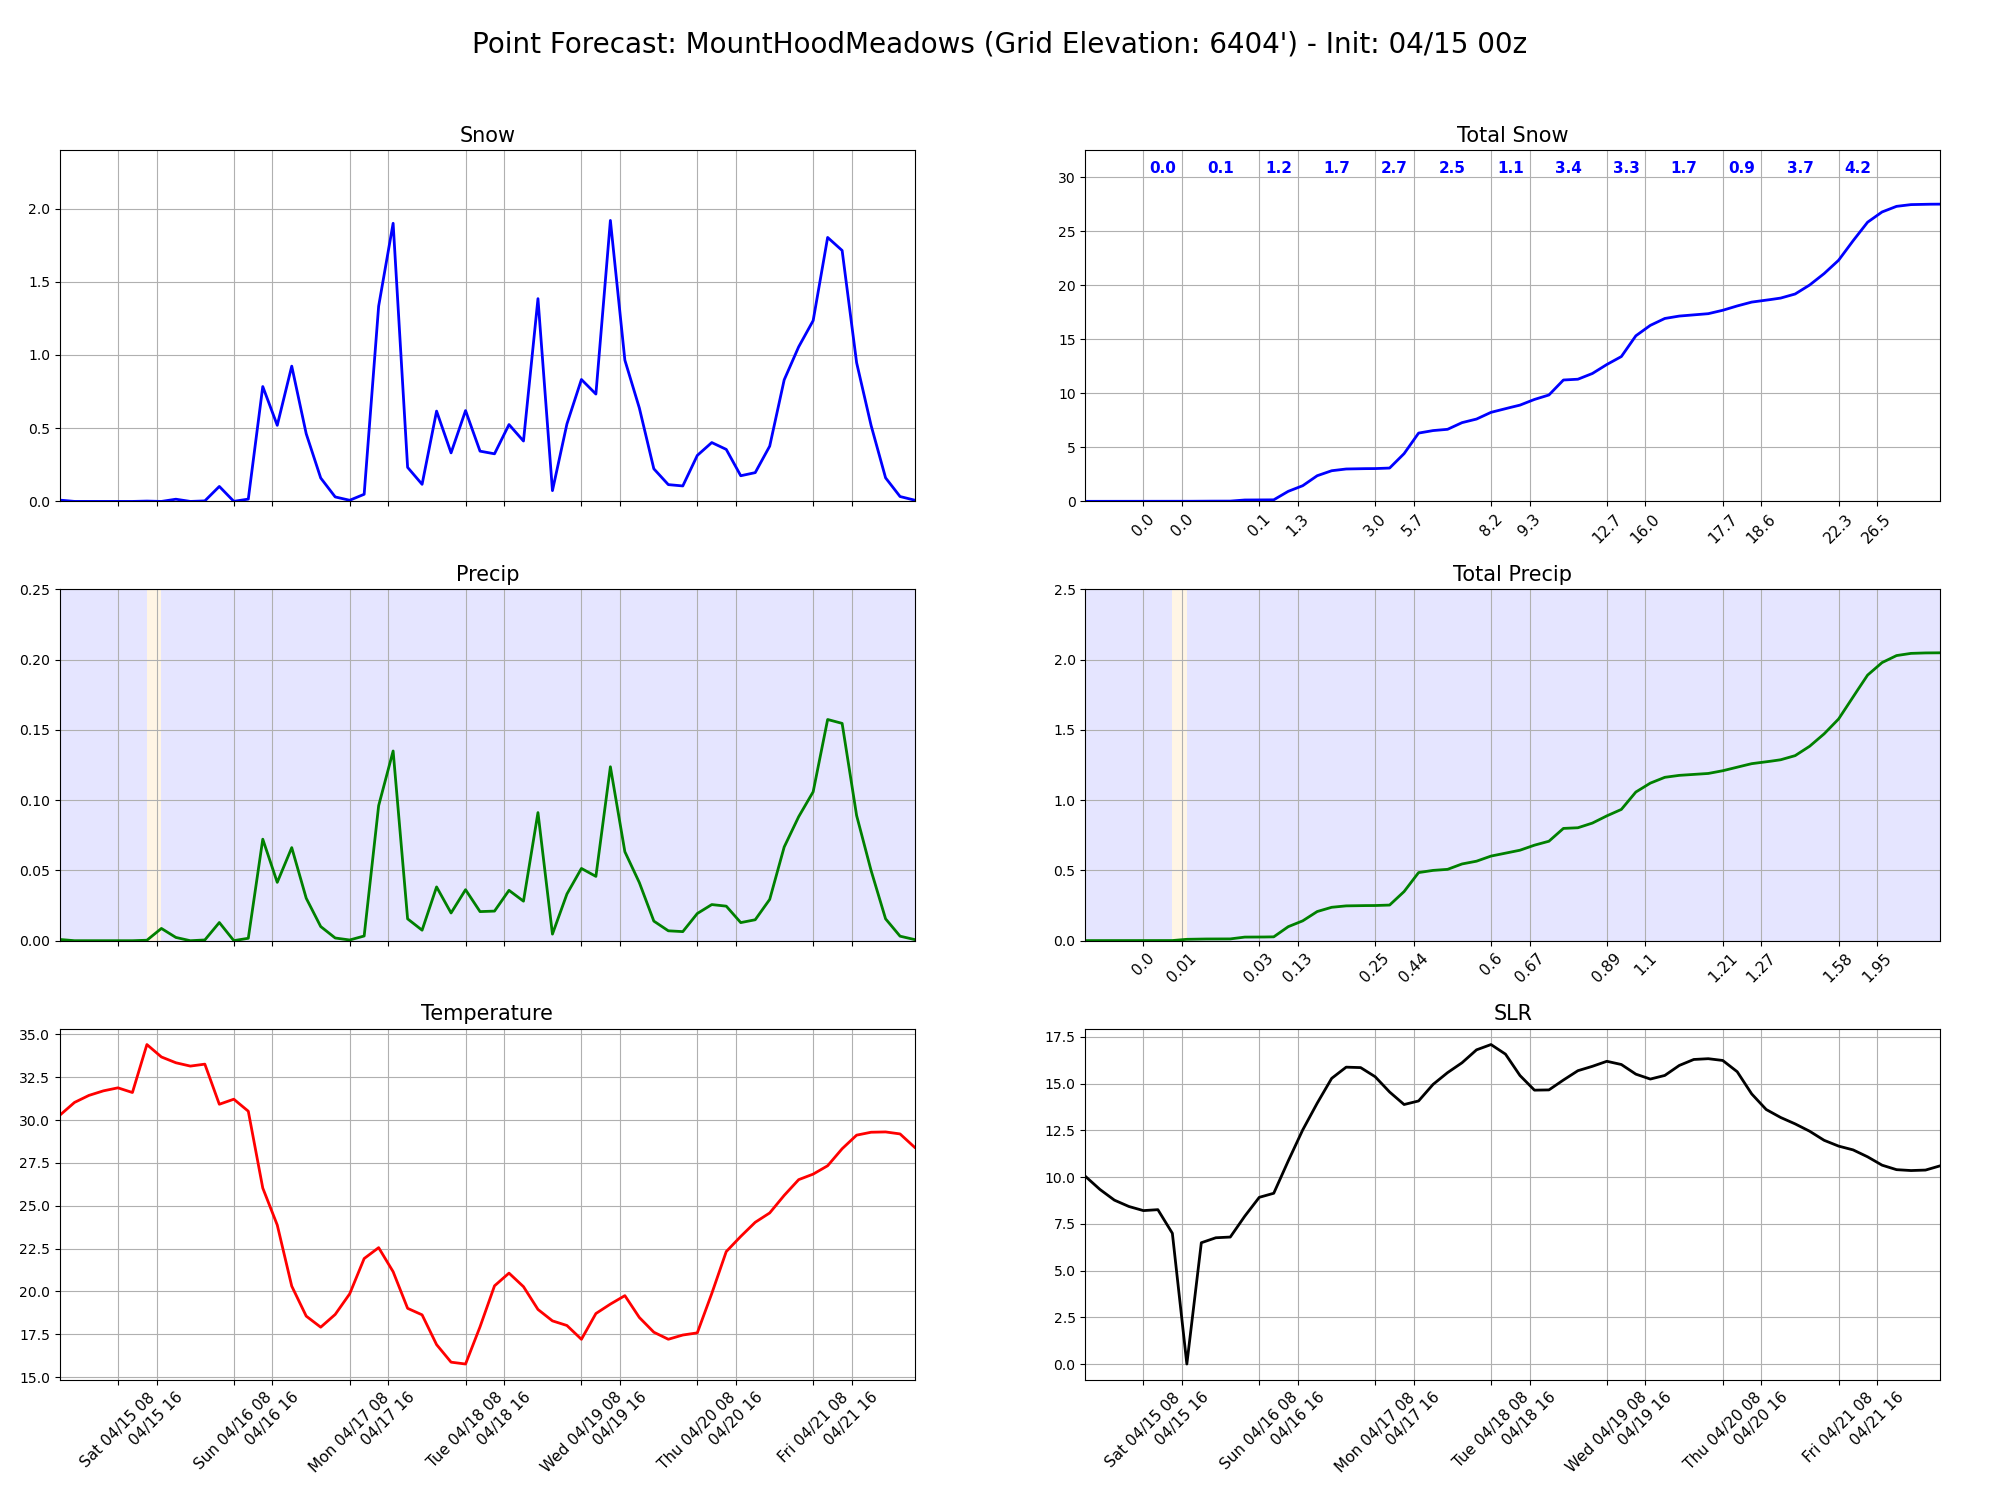 Point Forecast: MountHoodMeadows (Grid Elevation: 6404') - Init: 04/15 00z
Snow
2.0
1.5
1.0
0.5
0.0
Total Snow
0.0 0.1 1.2 1.7 2.7 2.5 1.1 3.4 3.3 1.7 0.9 3.7 4.2
30
25
20
15
10
5
0
0.0 0.0 0.1 1.3 3.0 5.7 8.2 9.3 12.7 16.0 17.7 18.6 22.3 26.5
Precip
0.25
0.20
0.15
0.10
0.05
0.00
Total Precip
2.5
2.0
1.5
1.0
0.5
0.0
0.0 0.01 0.03 0.13 0.25 0.44 0.6 0.67 0.89 1.1 1.21 1.27 1.58 1.95
Temperature
35.0
32.5
30.0
27.5
25.0
22.5
20.0
17.5
15.0
Sat 04/15 08
04/15 16
Sun 04/16 08
04/16 16
Mon 04/17 08
04/17 16
Tue 04/18 08
04/18 16
Wed 04/19 08
04/19 16
Thu 04/20 08
04/20 16
Fri 04/21 08
04/21 16
SLR
17.5
15.0
12.5
10.0
7.5
5.0
2.5
0.0
Sat 04/15 08
04/15 16
Sun 04/16 08
04/16 16
Mon 04/17 08
04/17 16
Tue 04/18 08
04/18 16
Wed 04/19 08
04/19 16
Thu 04/20 08
04/20 16
Fri 04/21 08
04/21 16